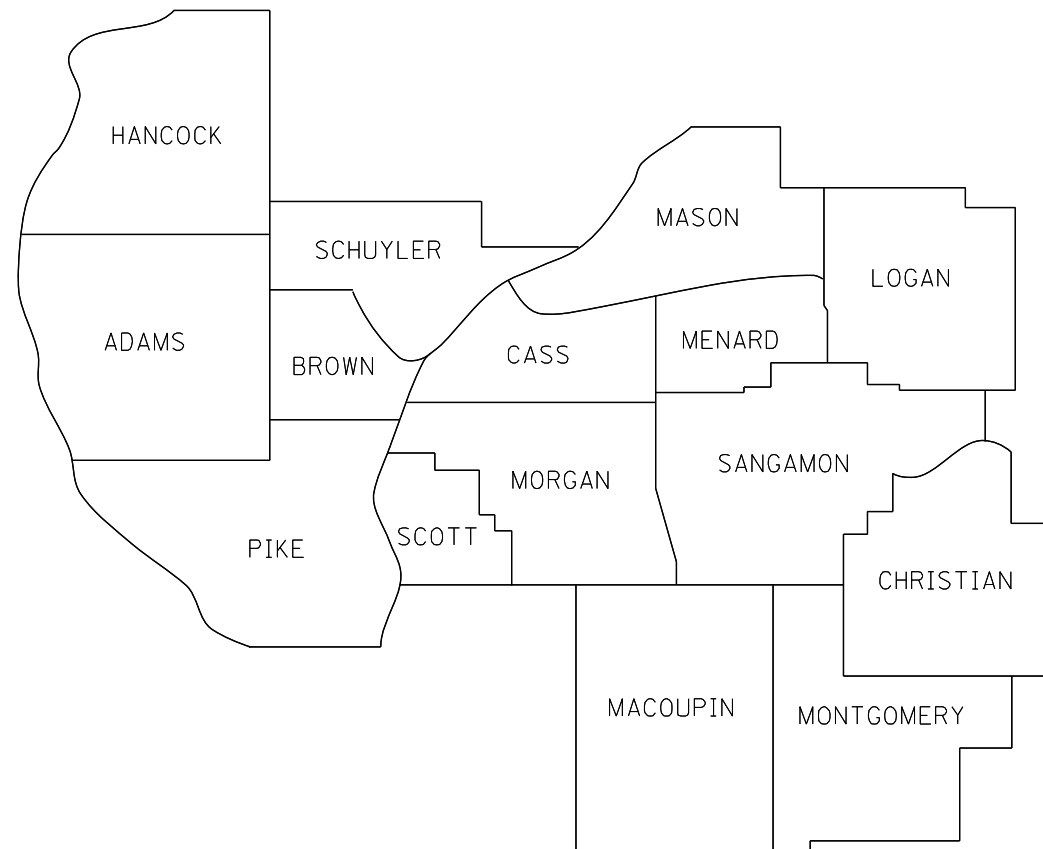 HANCOCK
MASON
SCHUYLER
LOGAN
ADAMS
MENARD
CASS
BROWN
SANGAMON
MORGAN
SCOTT
PIKE
CHRISTIAN
MACOUPIN
MONTGOMERY